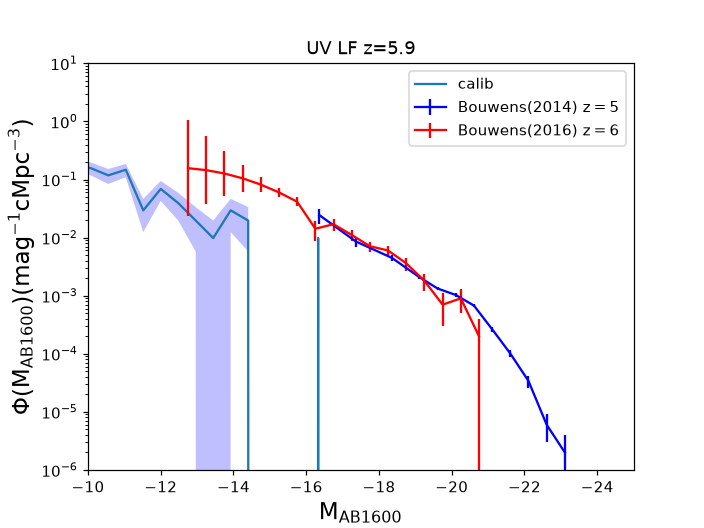 UV LF z=5.9
Φ(M_AB1600)(mag⁻¹cMpc⁻³)
10¹
10⁰
10⁻¹
10⁻²
10⁻³
10⁻⁴
10⁻⁵
10⁻⁶
calib
Bouwens(2014) z = 5
Bouwens(2016) z = 6
−10 −12 −14 −16 −18 −20 −22 −24
M_AB1600